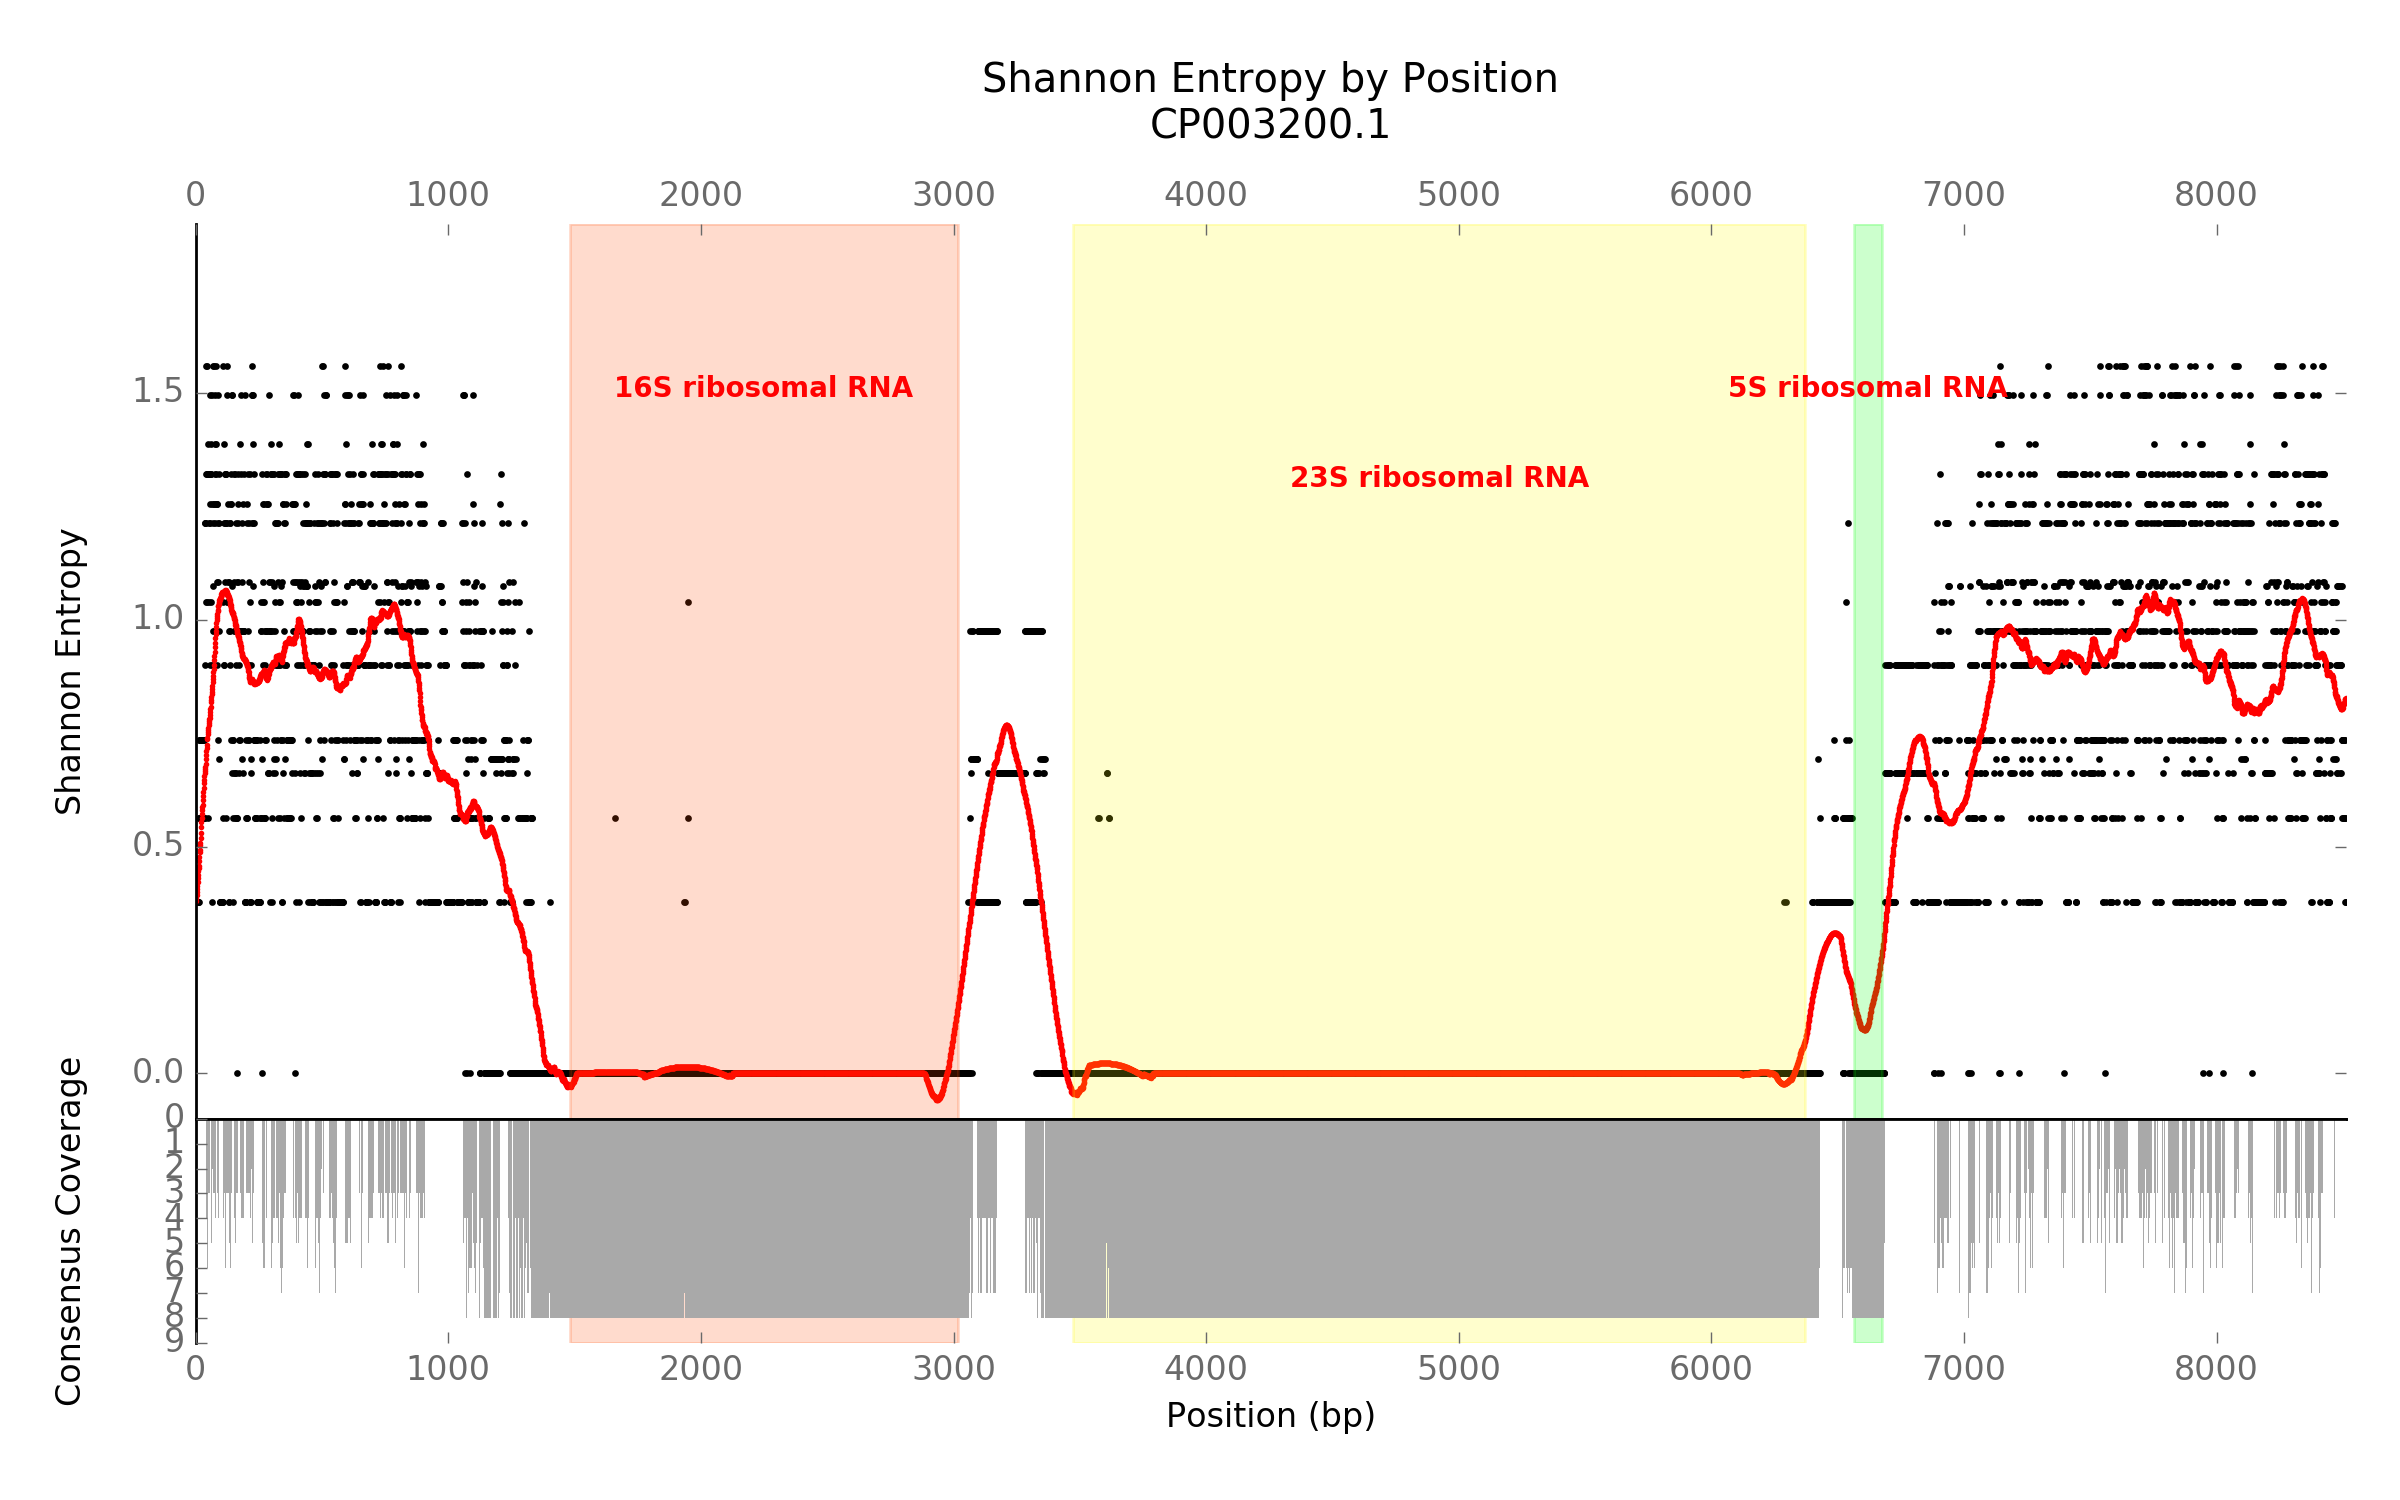 Shannon Entropy by Position
CP003200.1
0 1000 2000 3000 4000 5000 6000 7000 8000
Shannon Entropy
1.5
1.0
0.5
0.0
16S ribosomal RNA
5S ribosomal RNA
23S ribosomal RNA
Consensus Coverage
0
1
2
3
4
5
6
7
8
9
0 1000 2000 3000 4000 5000 6000 7000 8000
Position (bp)